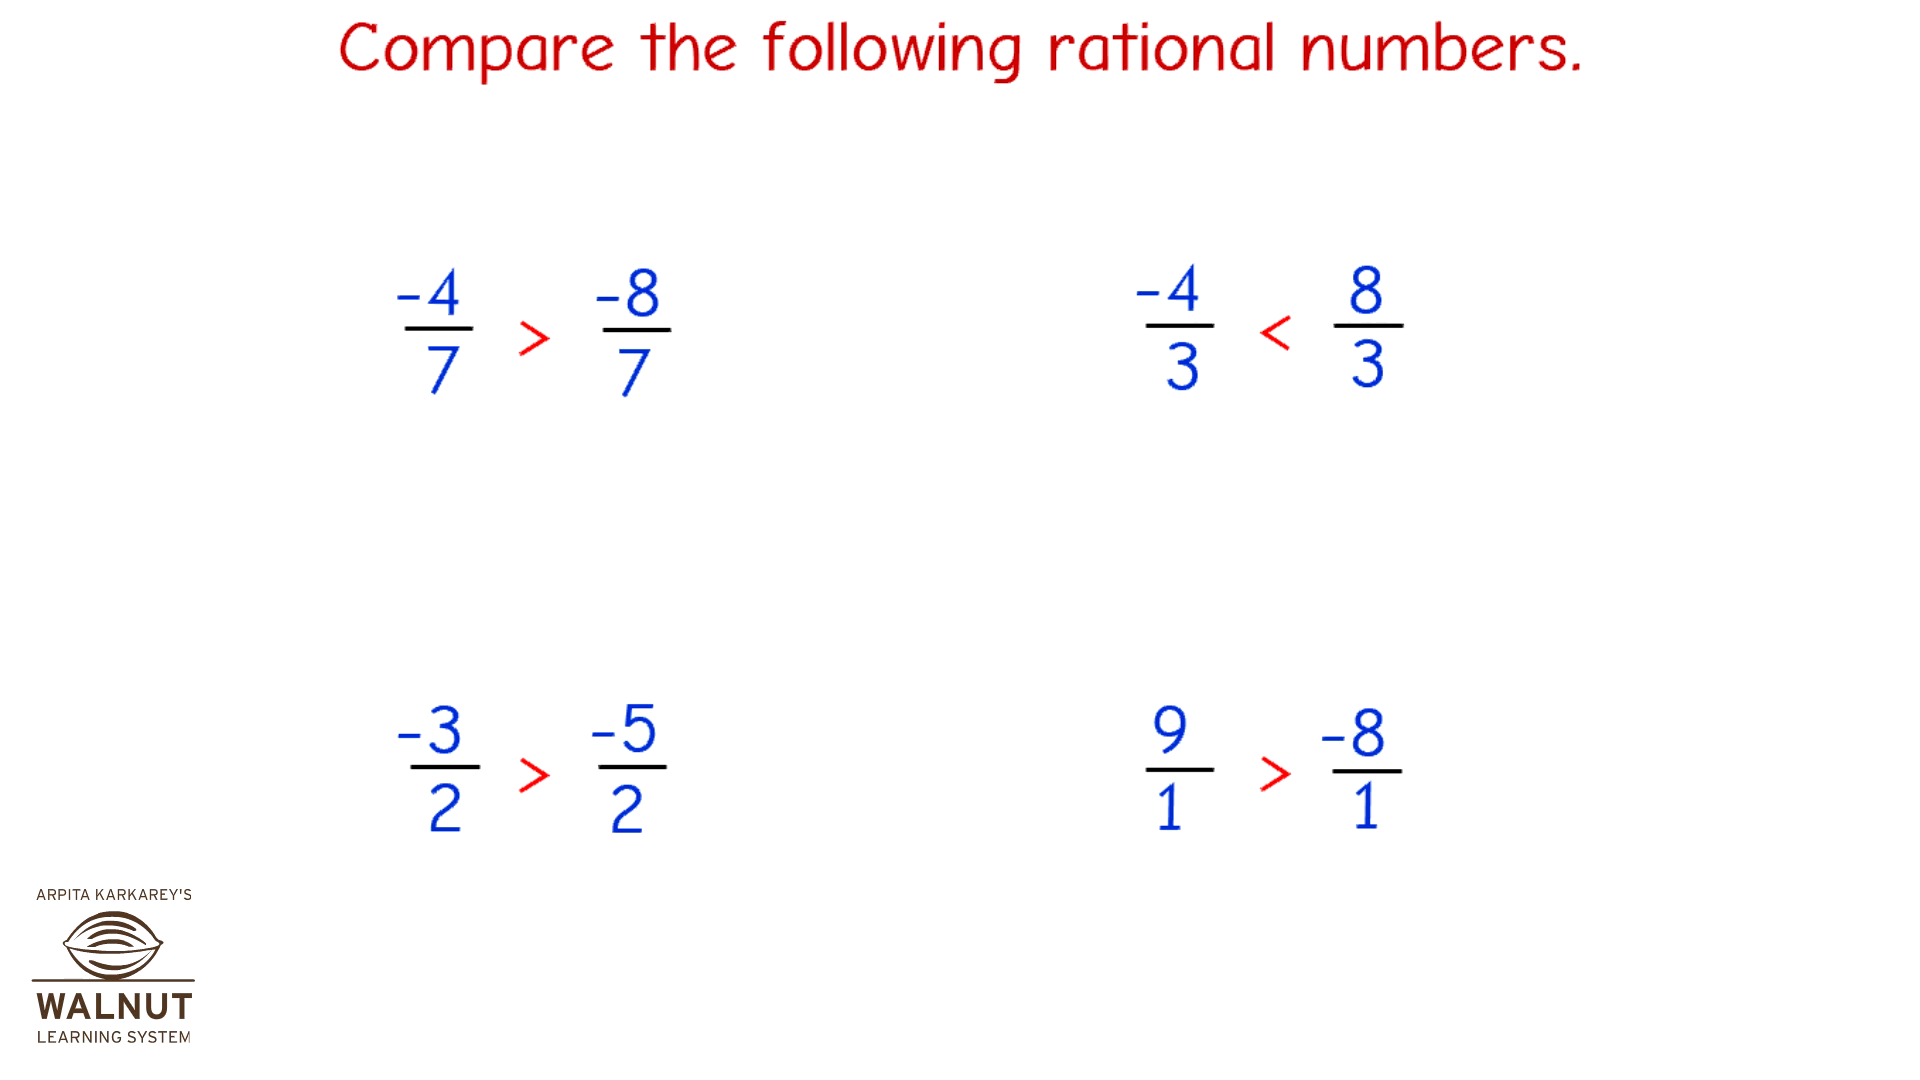 Compare the following rational numbers.
-4/7 > -8/7
-4/3 < 8/3
-3/2 > -5/2
9/1 > -8/1
ARPITA KARKAREY'S
WALNUT
LEARNING SYSTEM